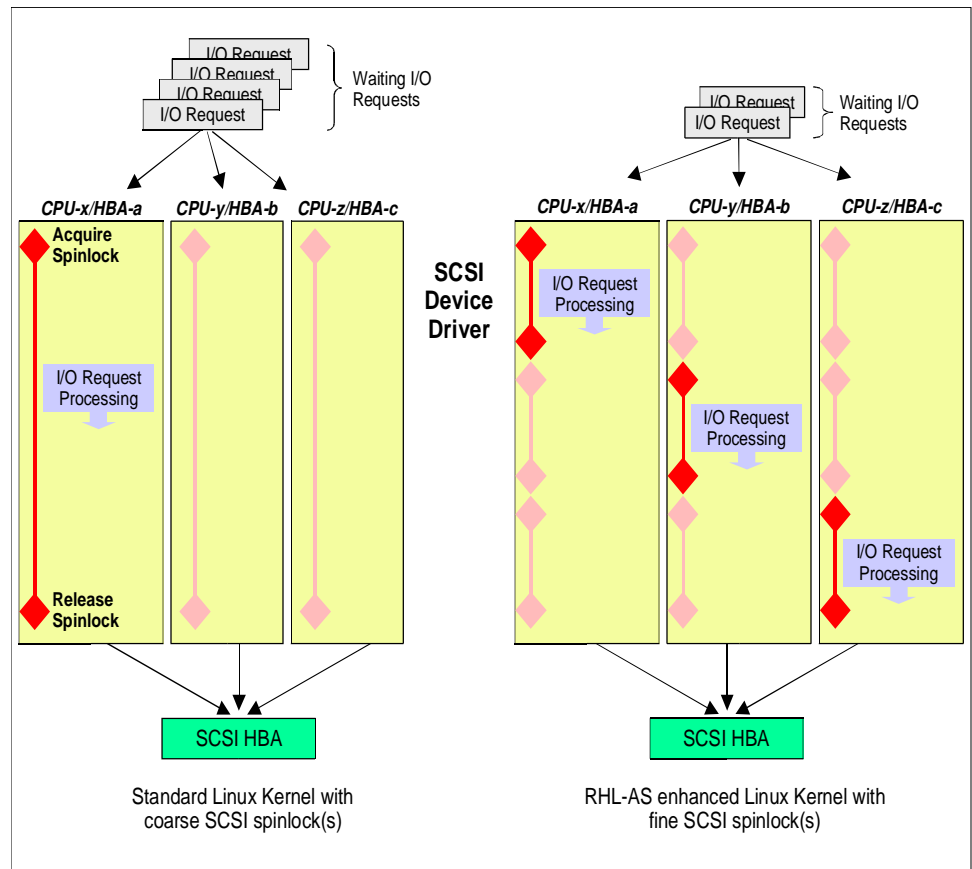 I/O Request
I/O Request
I/O Request
I/O Request
Waiting I/O
Requests
CPU-x/HBA-a
CPU-y/HBA-b
CPU-z/HBA-c
Acquire
Spinlock
I/O Request
Processing
Release
Spinlock
SCSI HBA
Standard Linux Kernel with
coarse SCSI spinlock(s)
SCSI
Device
Driver
I/O Request
I/O Request
Waiting I/O
Requests
CPU-x/HBA-a
CPU-y/HBA-b
CPU-z/HBA-c
I/O Request
Processing
I/O Request
Processing
I/O Request
Processing
SCSI HBA
RHL-AS enhanced Linux Kernel with
fine SCSI spinlock(s)